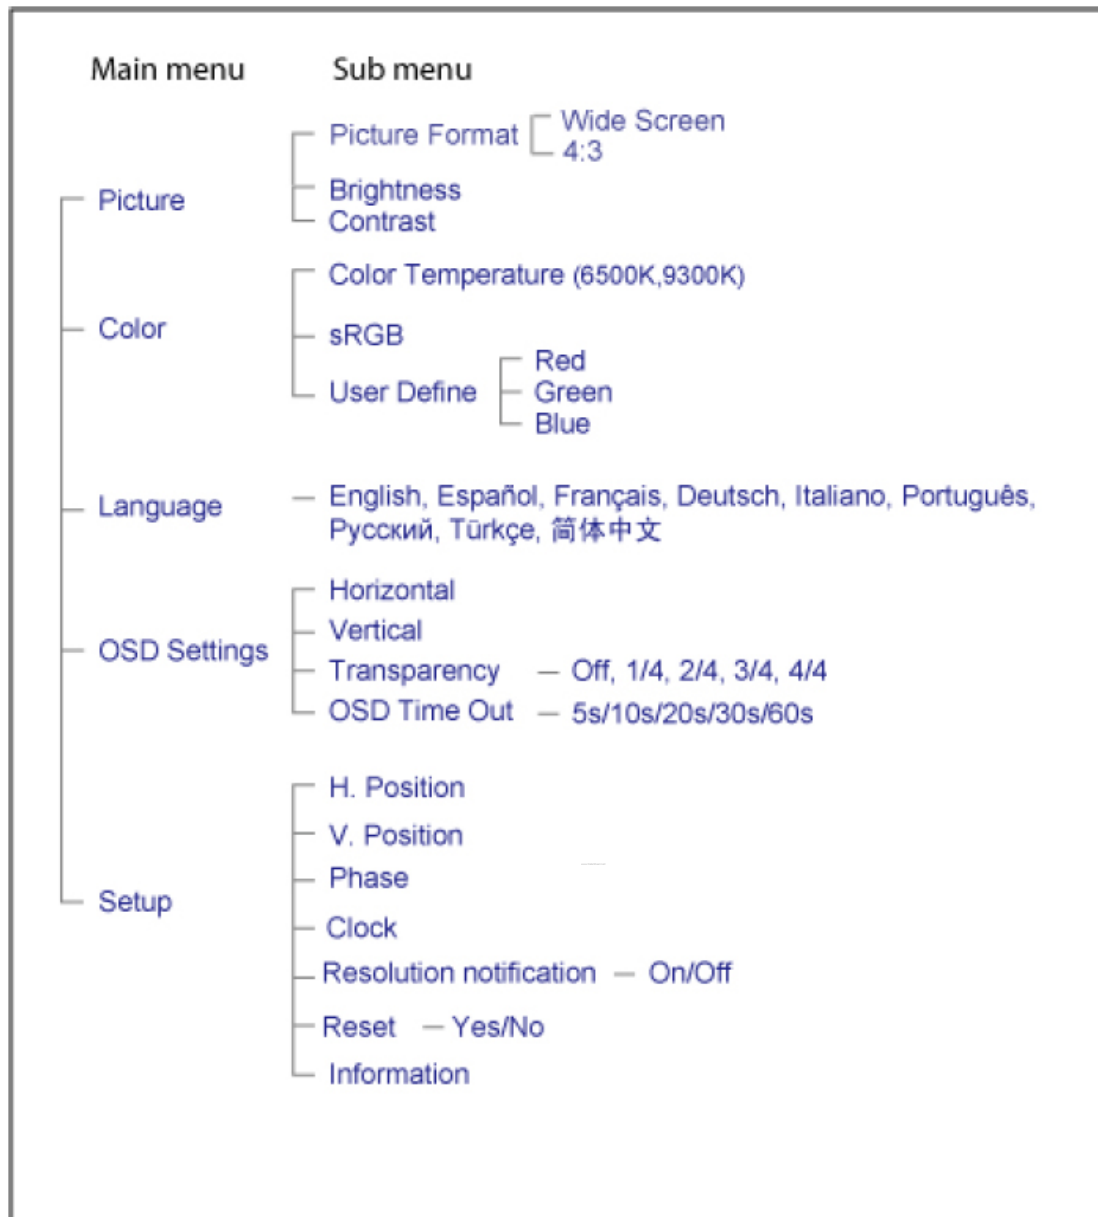 Main menu Sub menu
Picture Format Wide Screen
4:3
Picture Brightness
Contrast
Color Temperature (6500K,9300K)
Color sRGB
Red
User Define Green
Blue
Language English, Español, Français, Deutsch, Italiano, Português,
Русский, Türkçe, 简体中文
Horizontal
Vertical
OSD Settings
Transparency Off, 1/4, 2/4, 3/4, 4/4
OSD Time Out 5s/10s/20s/30s/60s
H. Position
V. Position
Phase
Setup
Clock
Resolution notification On/Off
Reset Yes/No
Information